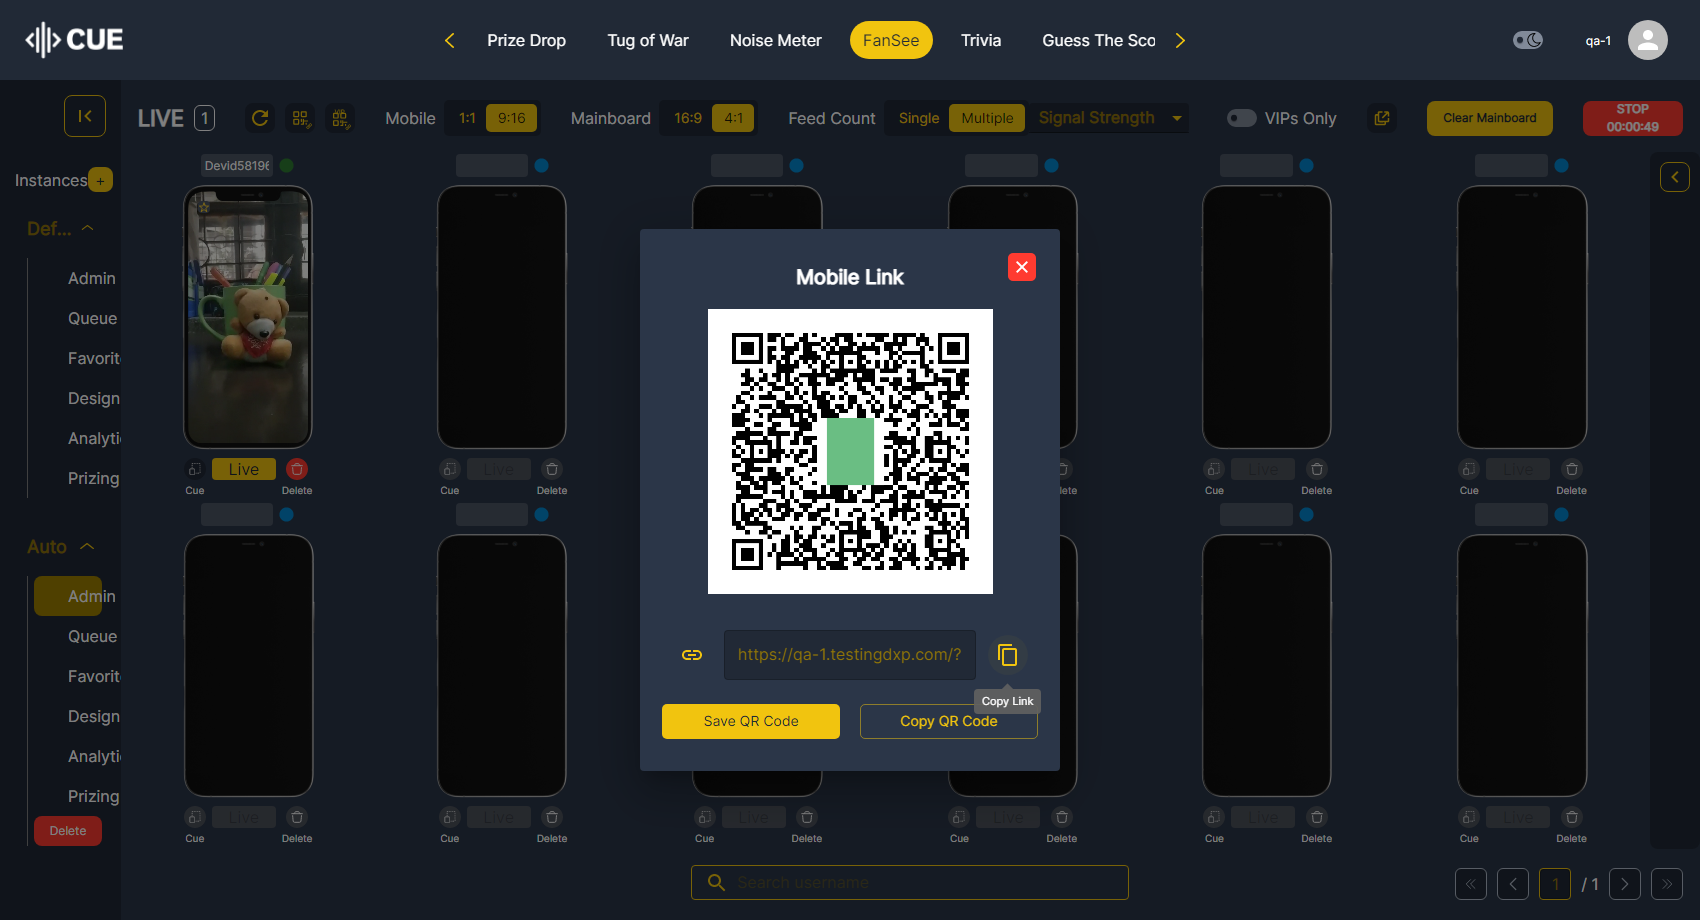 CUE
Prize Drop
Tug of War
Noise Meter
FanSee
Trivia
Guess The Sco
qa-1
LIVE 1
Mobile 1:1 9:16
Mainboard 16:9 4:1
Feed Count Single Multiple
Signal Strength
VIPs Only
Clear Mainboard
STOP
00:00:49
Instances +
Def...
Admin
Queue
Favorit
Design
Analyti
Prizing
Auto
Admin
Queue
Favorit
Design
Analyti
Prizing
Delete
Devid58196
Live
Cue Delete
Live
Cue Delete
lete
Live
Cue Delete
Live
Cue Delete
Mobile Link
https://qa-1.testingdxp.com/?
Copy Link
Save QR Code
Copy QR Code
Live
Cue Delete
Live
Cue Delete
Live
Cue Delete
Live
Cue Delete
Live
Cue Delete
Live
Cue Delete
Search username
1 / 1